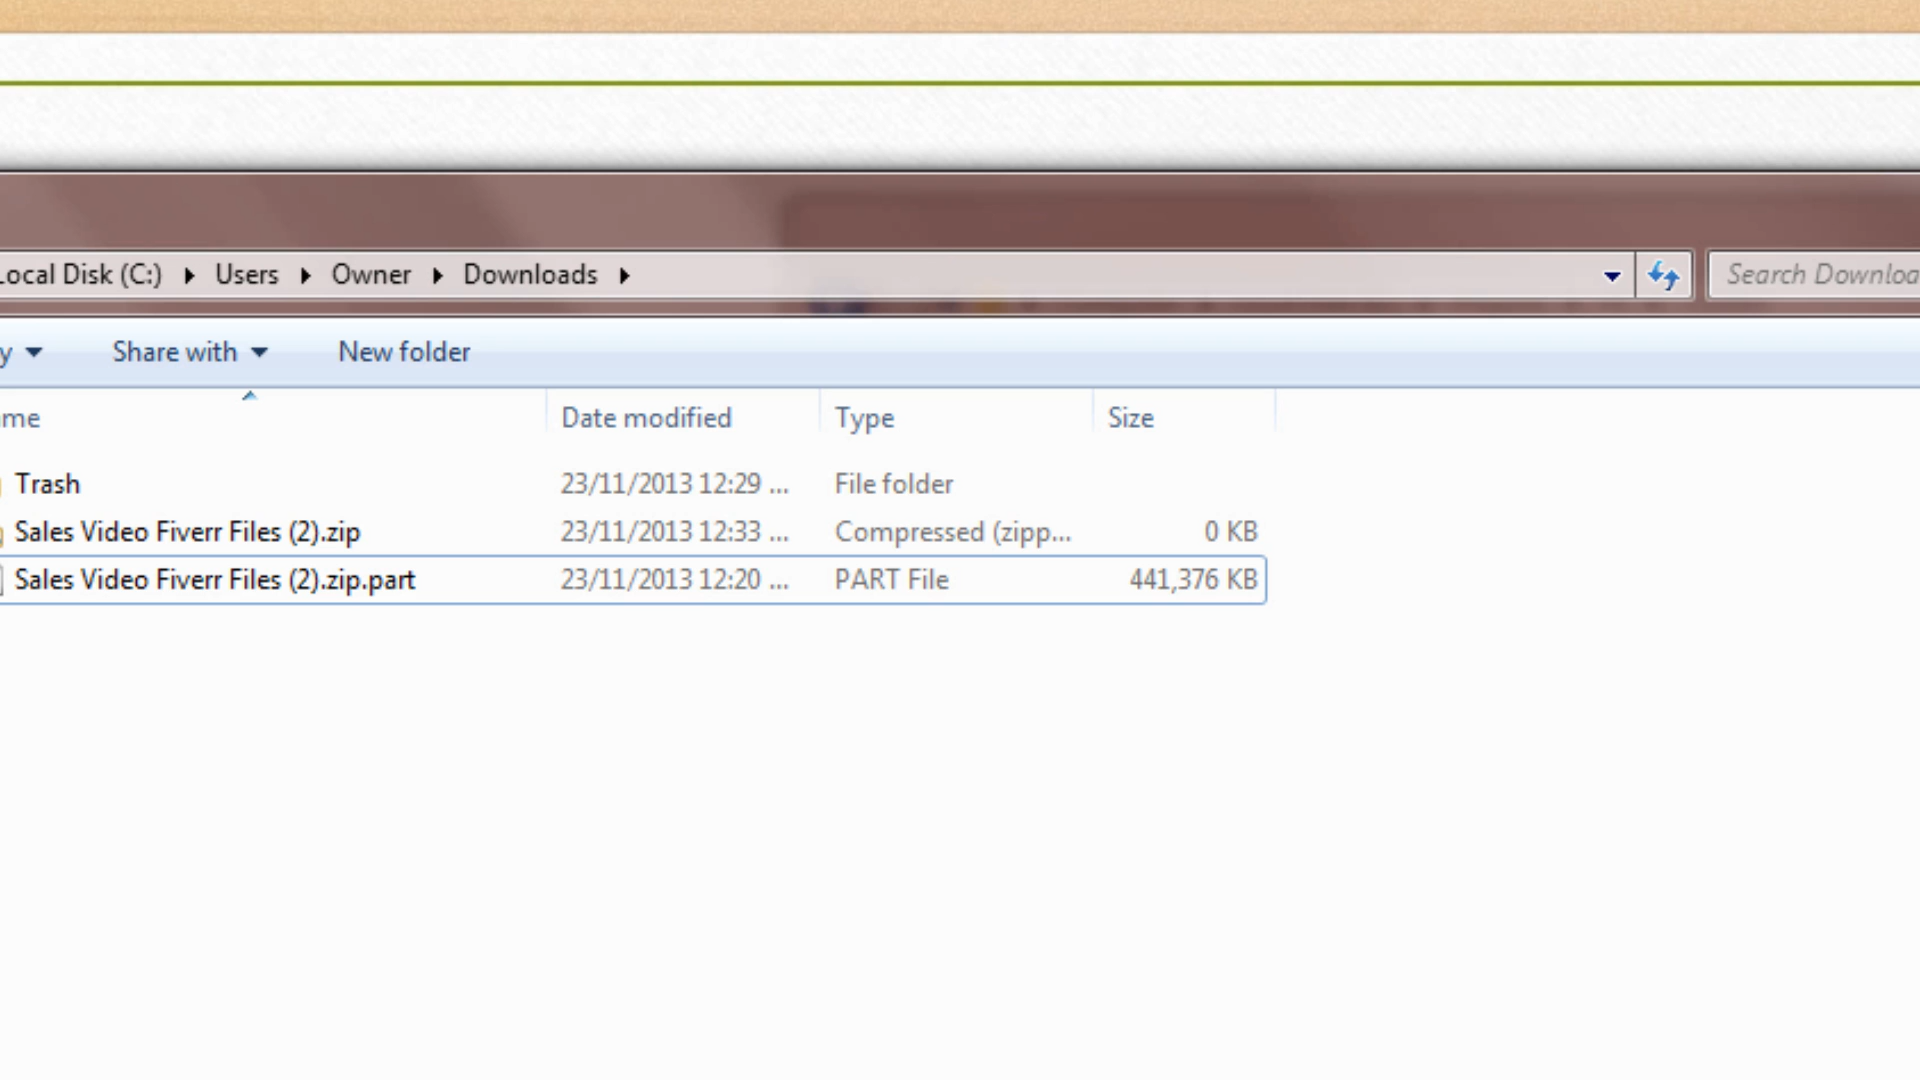 Local Disk (C:) Users Owner Downloads Search Downloa
y Share with New folder
me Date modified Type Size
Trash 23/11/2013 12:29 ... File folder
Sales Video Fiverr Files (2).zip 23/11/2013 12:33 ... Compressed (zipp... 0 KB
Sales Video Fiverr Files (2).zip.part 23/11/2013 12:20 ... PART File 441,376 KB